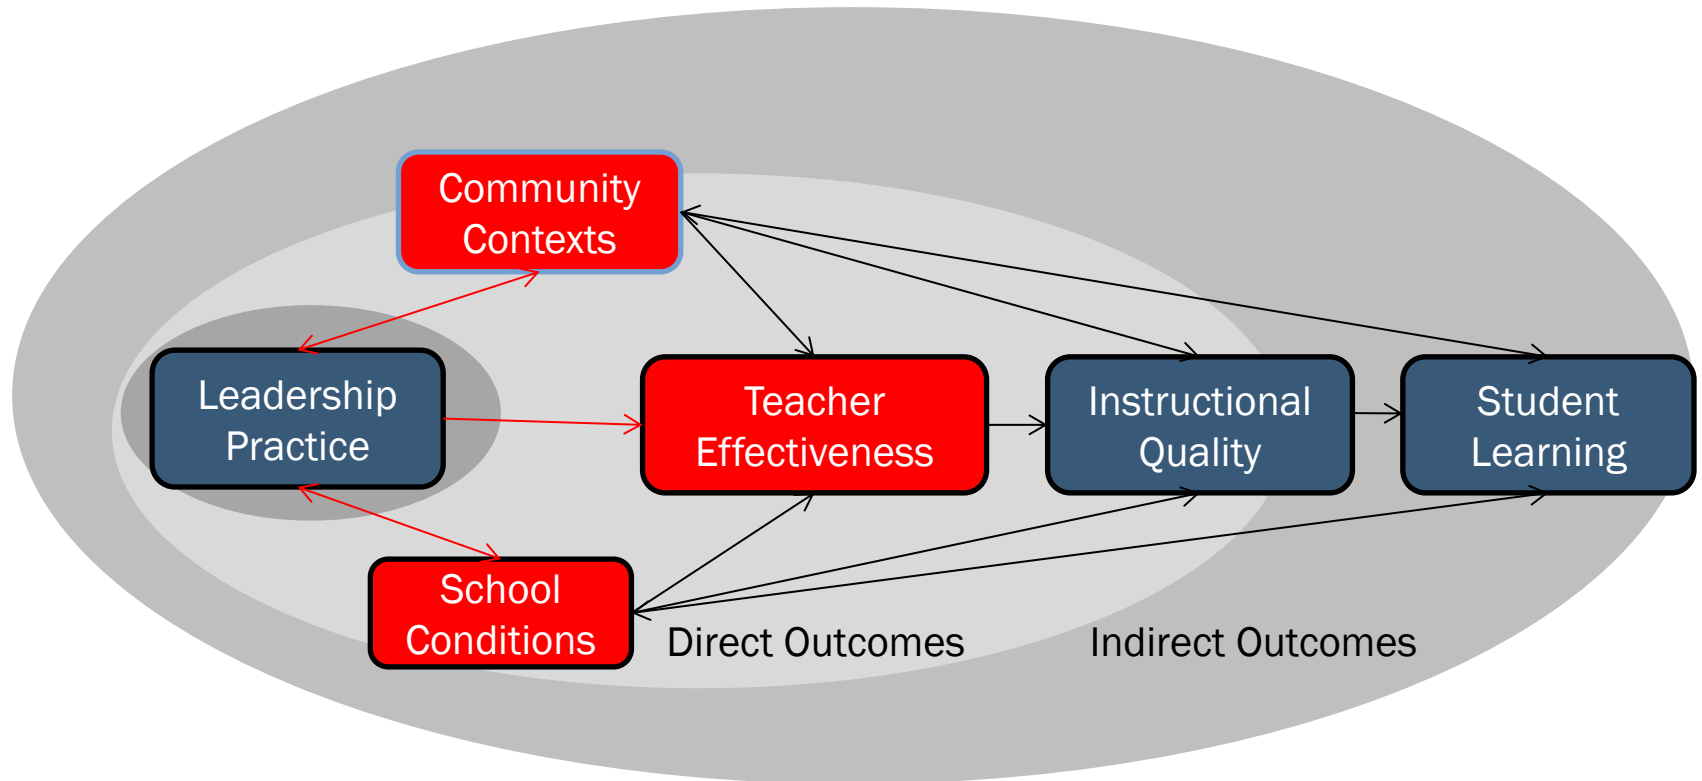 Community
Contexts
Leadership
Practice
Teacher
Effectiveness
Instructional
Quality
Student
Learning
School
Conditions
Direct Outcomes
Indirect Outcomes